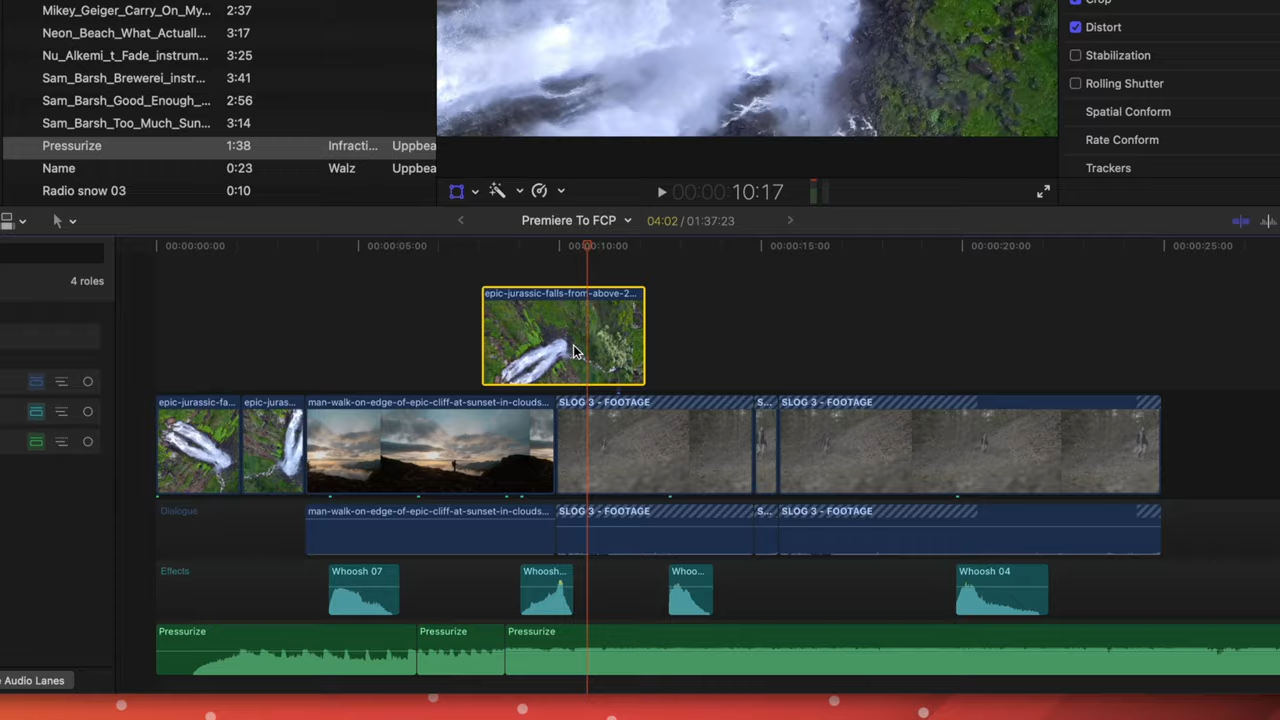 Mikey_Geiger_Carry_On_My... 2:37
Neon_Beach_What_Actuall... 3:17
Nu_Alkemi_t_Fade_instrum... 3:55
Sam_Barsh_Brewerei_instr... 3:41
Sam_Barsh_Good_Enough_... 2:56
Sam_Barsh_Too_Much_Sun... 3:14
Pressurize 1:38 Infracti... Uppbea
Name 0:23 Walz Uppbea
Radio snow 03 0:10
Crop
Distort
Stabilization
Rolling Shutter
Spatial Conform
Rate Conform
Trackers
00:00:10:17
Premiere To FCP 04:02 / 01:37:23
00:00:00:00 00:00:05:00 00:00:10:00 00:00:15:00 00:00:20:00 00:00:25:00
4 roles
epic-jurassic-falls-from-above-2...
epic-jurassic-fa... epic-juras... man-walk-on-edge-of-epic-cliff-at-sunset-in-clouds... SLOG 3 - FOOTAGE S... SLOG 3 - FOOTAGE
Dialogue man-walk-on-edge-of-epic-cliff-at-sunset-in-clouds... SLOG 3 - FOOTAGE S... SLOG 3 - FOOTAGE
Effects Whoosh 07 Whoosh... Whoo... Whoosh 04
Pressurize Pressurize Pressurize
e Audio Lanes